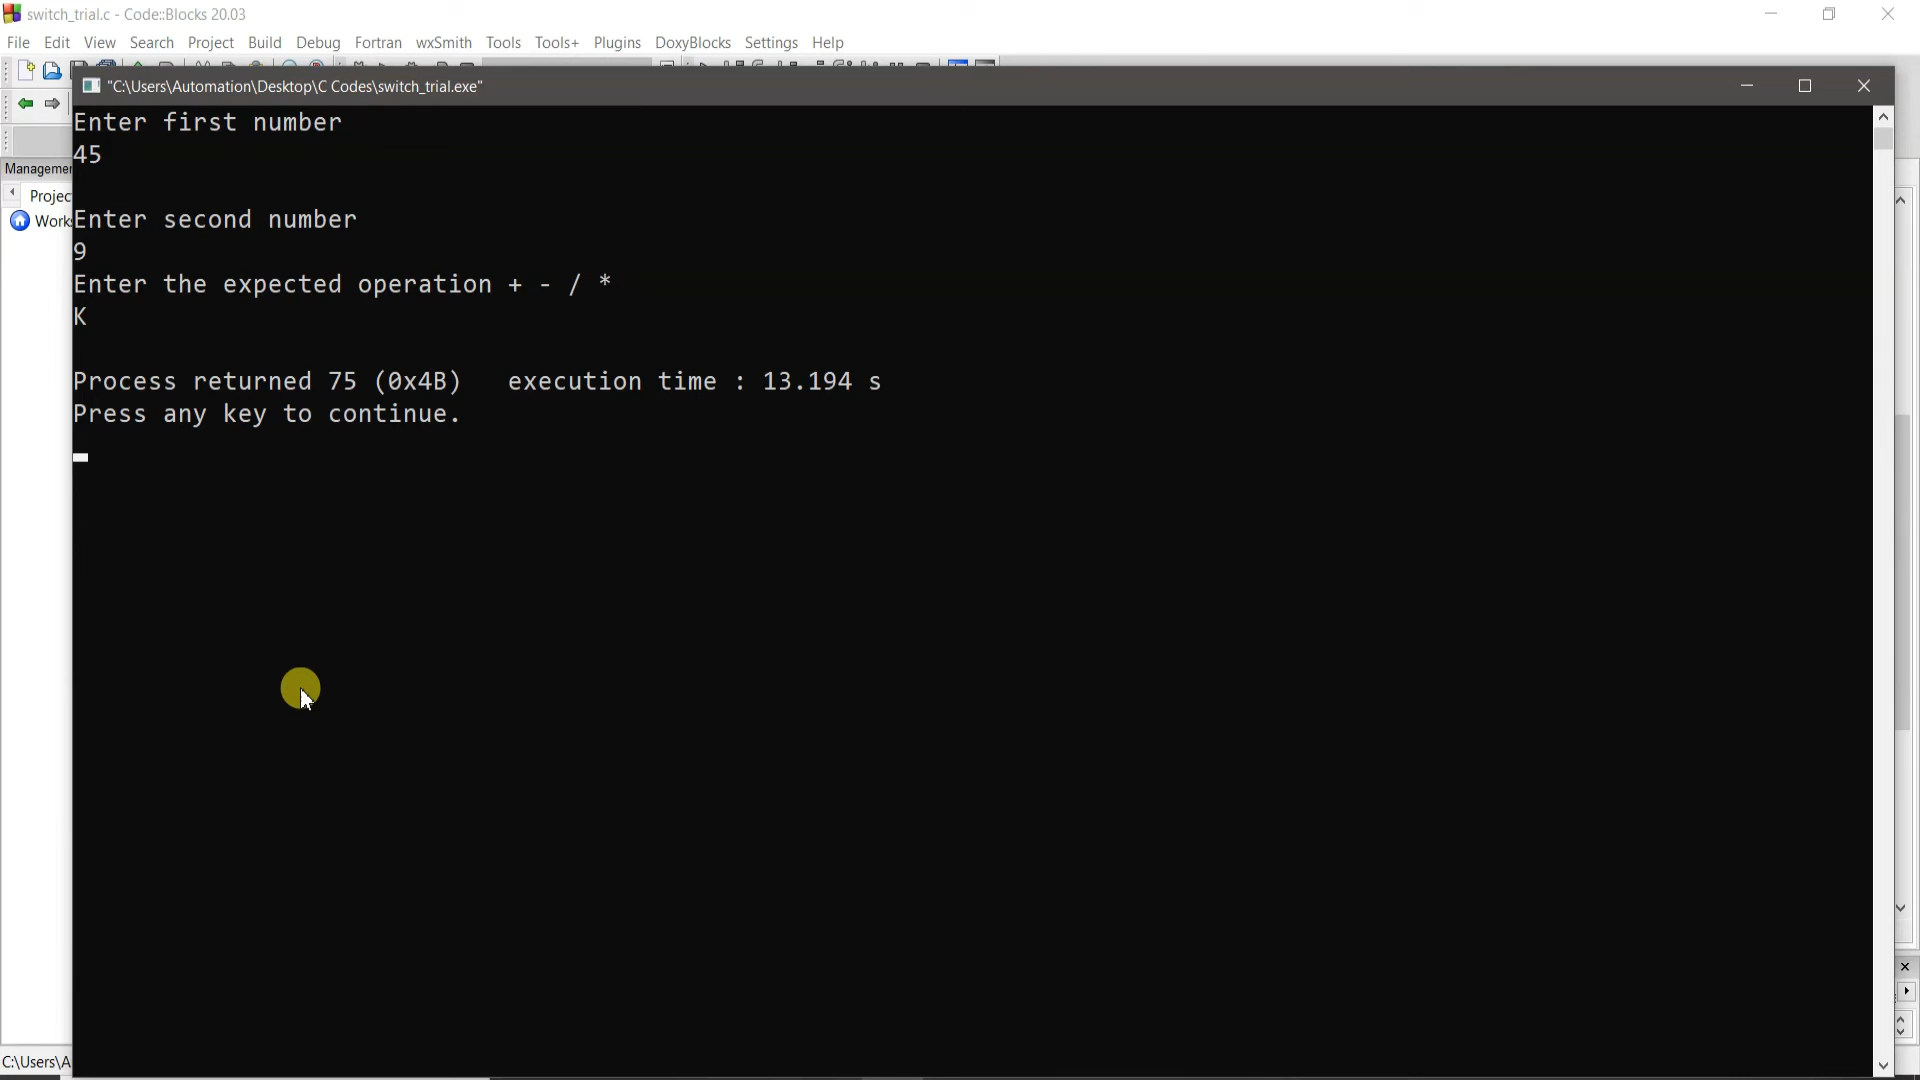 switch_trial.c - Code::Blocks 20.03
File Edit View Search Project Build Debug Fortran wxSmith Tools Tools+ Plugins DoxyBlocks Settings Help
"C:\Users\Automation\Desktop\C Codes\switch_trial.exe"
Enter first number
45
Enter second number
9
Enter the expected operation + - / *
K
Process returned 75 (0x4B)   execution time : 13.194 s
Press any key to continue.
C:\Users\A